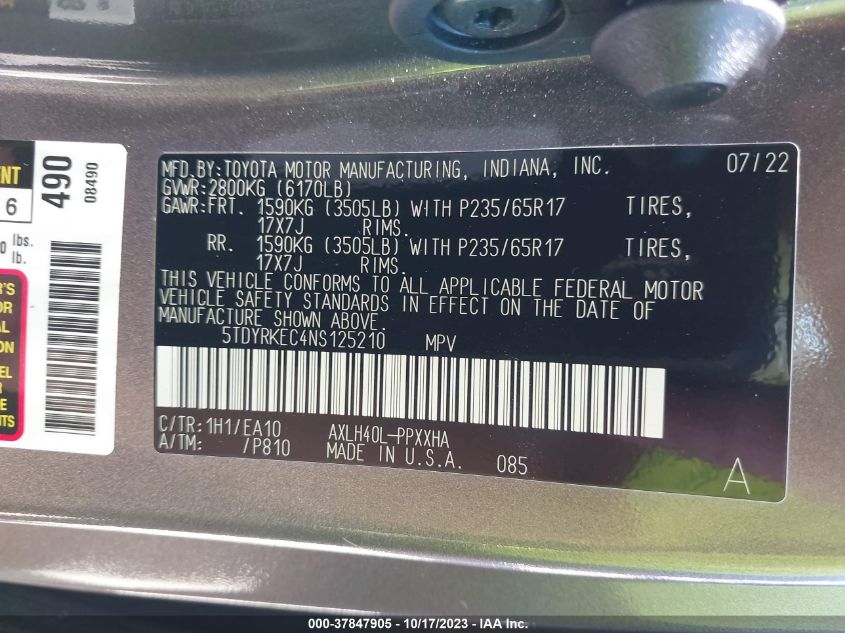 MFD.BY:TOYOTA MOTOR MANUFACTURING, INDIANA, INC. 07/22
GVWR:2800KG (6170LB)
GAWR:FRT. 1590KG (3505LB) WITH P235/65R17 TIRES,
17X7J RIMS.
RR. 1590KG (3505LB) WITH P235/65R17 TIRES,
17X7J RIMS.
THIS VEHICLE CONFORMS TO ALL APPLICABLE FEDERAL MOTOR
VEHICLE SAFETY STANDARDS IN EFFECT ON THE DATE OF
MANUFACTURE SHOWN ABOVE.
5TDYRKEC4NS125210 MPV
C/TR:1H1/EA10 AXLH40L-PPXXHA
A/TM: /P810 MADE IN U.S.A. 085
A
490
08490
6
lbs.
lb.
000-37847905 - 10/17/2023 - IAA Inc.